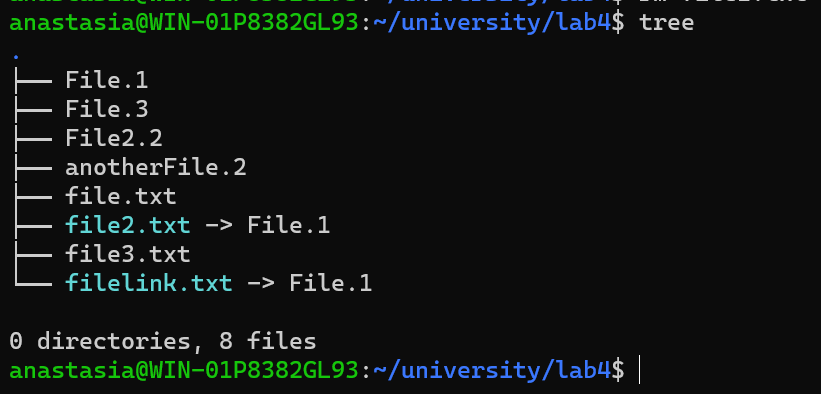 anastasia@WIN-01P8382GL93:~/university/lab4$ tree
.
├── File.1
├── File.3
├── File2.2
├── anotherFile.2
├── file.txt
├── file2.txt -> File.1
├── file3.txt
└── filelink.txt -> File.1
0 directories, 8 files
anastasia@WIN-01P8382GL93:~/university/lab4$